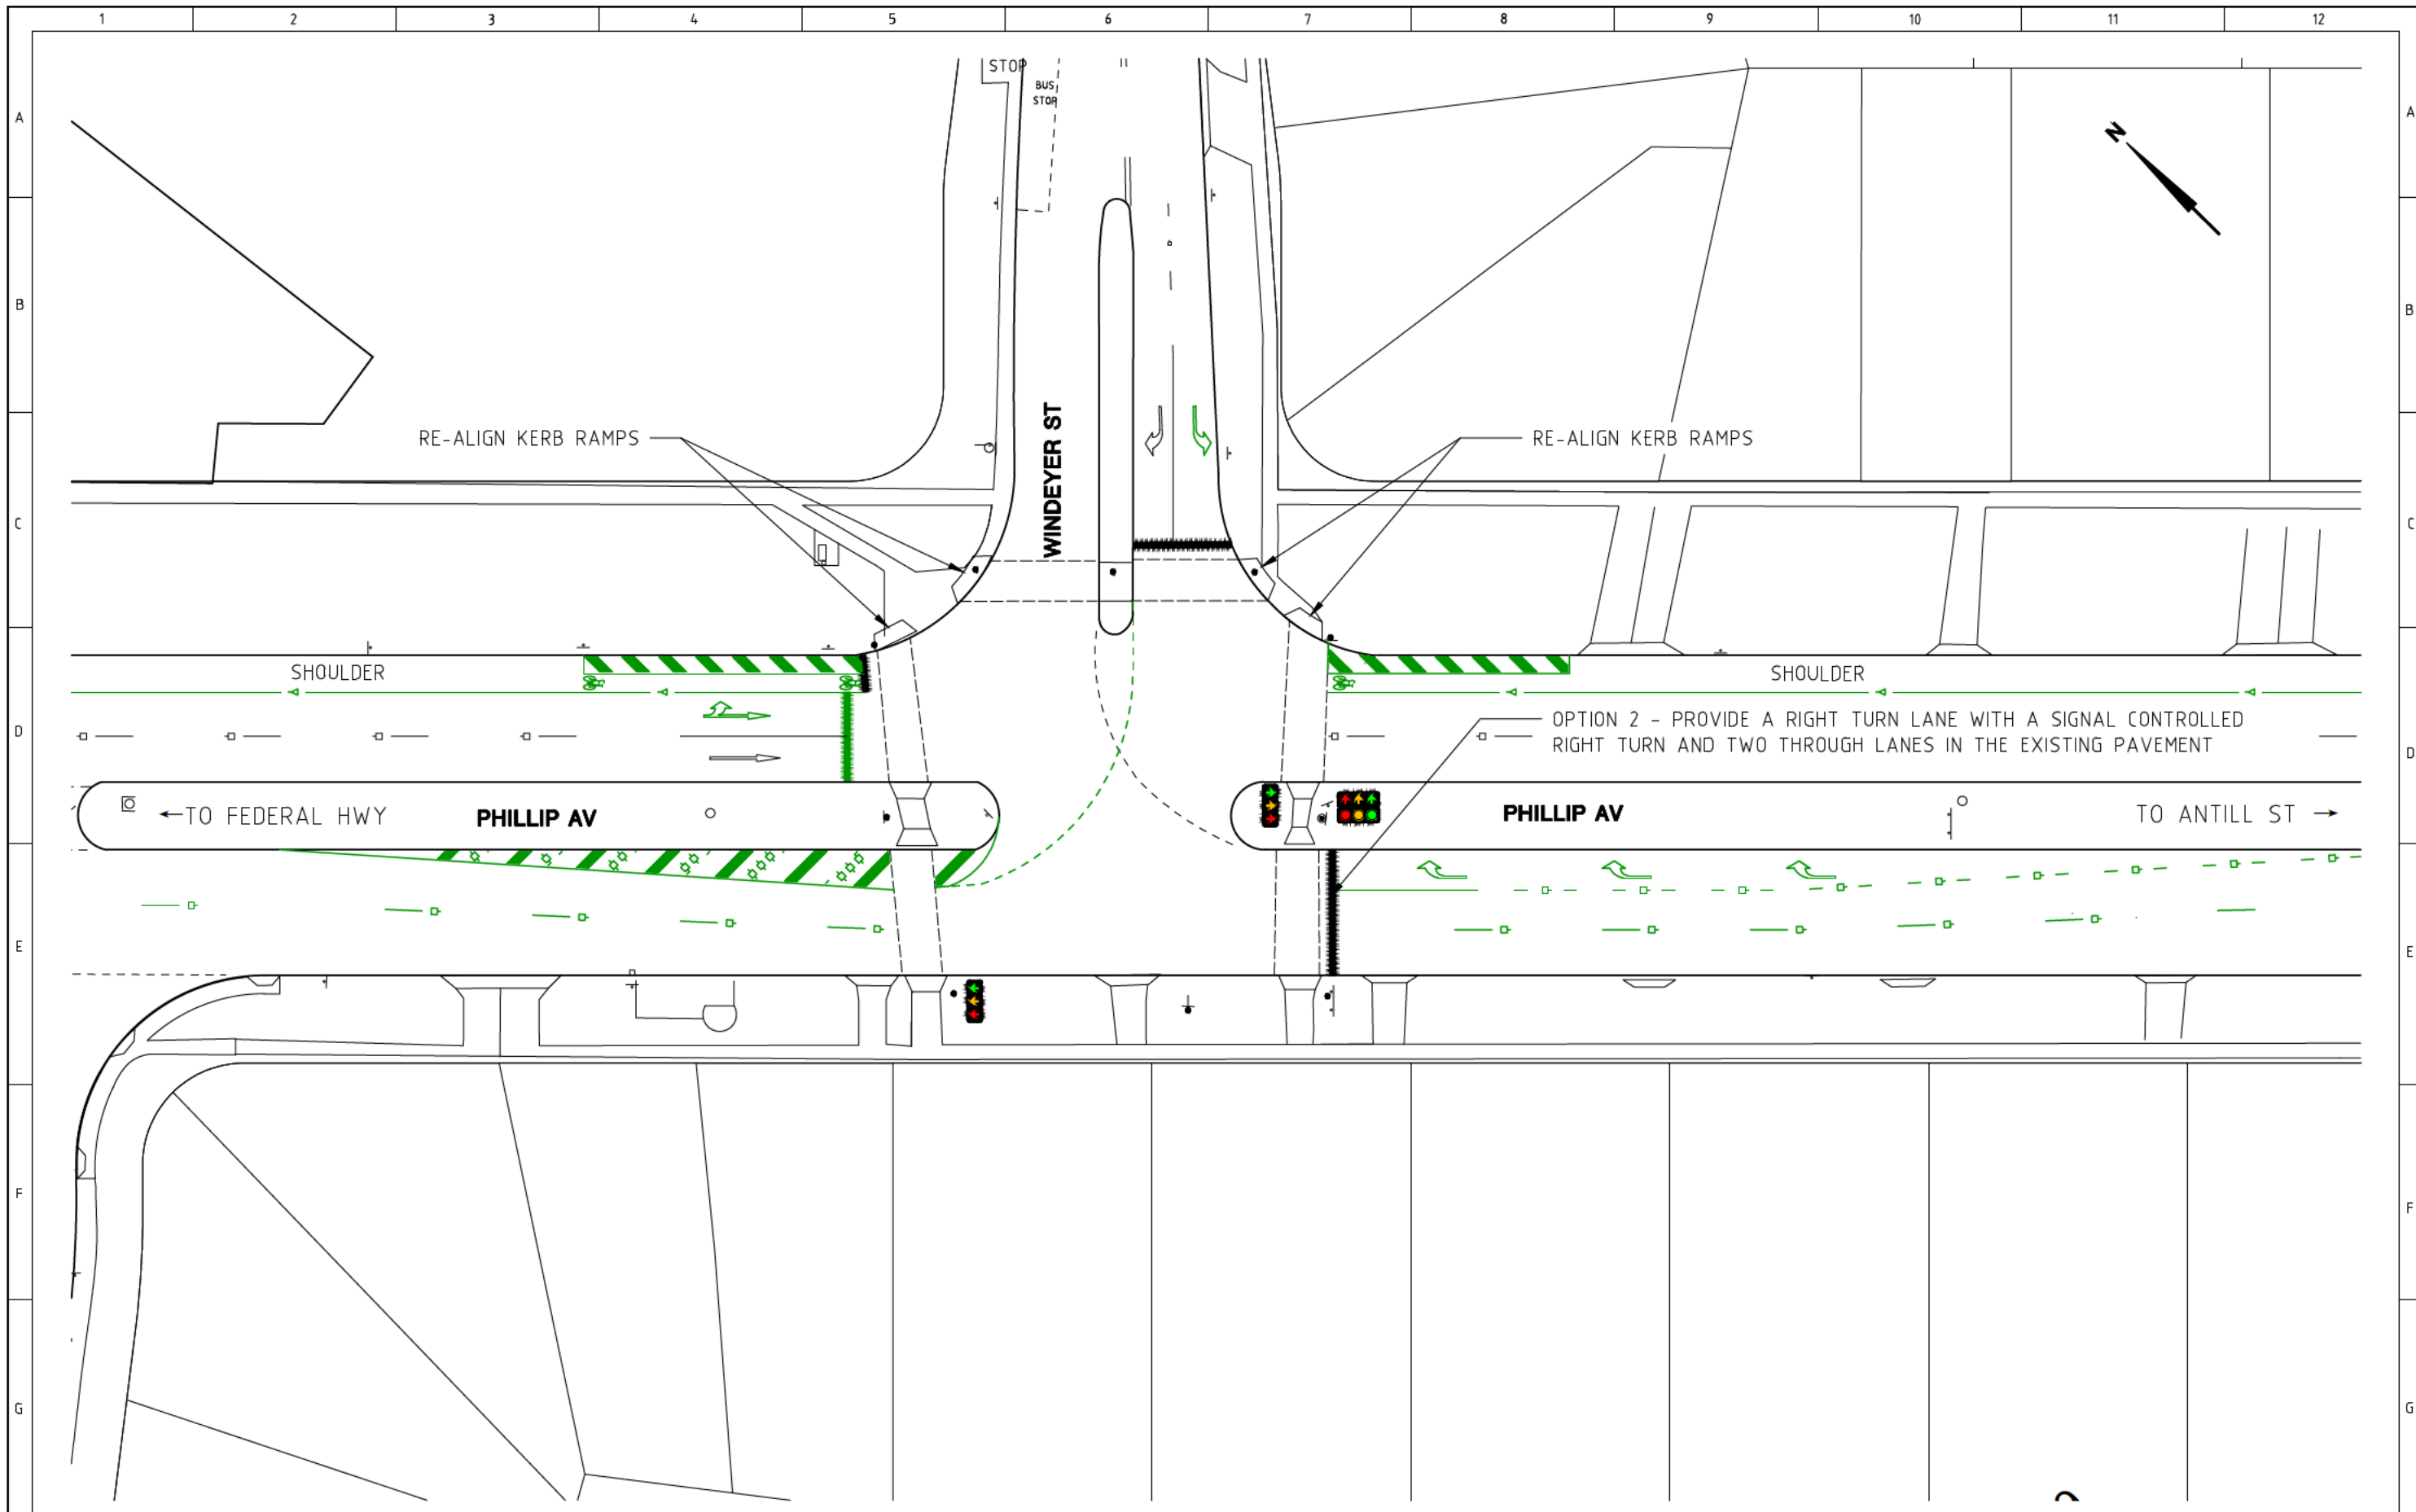 1 2 3 4 5 6 7 8 9 10 11 12
STOP
BUS
STOP
A A
N
B B
WINDEYER ST
RE-ALIGN KERB RAMPS
RE-ALIGN KERB RAMPS
C C
SHOULDER
SHOULDER
OPTION 2 - PROVIDE A RIGHT TURN LANE WITH A SIGNAL CONTROLLED
RIGHT TURN AND TWO THROUGH LANES IN THE EXISTING PAVEMENT
D D
←TO FEDERAL HWY
PHILLIP AV
PHILLIP AV
TO ANTILL ST →
E E
F F
G G